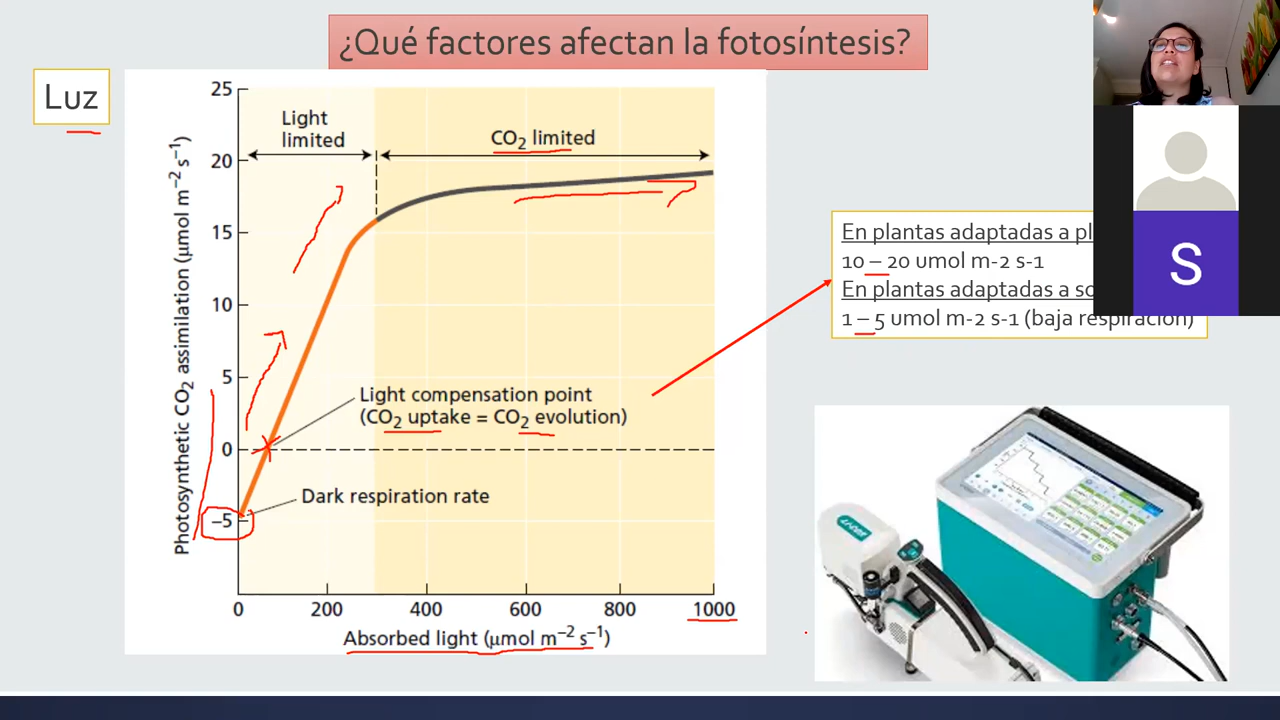 ¿Qué factores afectan la fotosíntesis?
Luz
Photosynthetic CO₂ assimilation (μmol m⁻² s⁻¹)
25
20
15
10
5
0
–5
Light
limited
CO₂ limited
Light compensation point
(CO₂ uptake = CO₂ evolution)
Dark respiration rate
0
200
400
600
800
1000
Absorbed light (μmol m⁻² s⁻¹)
En plantas adaptadas a
10 – 20 umol m-2 s-1
En plantas adaptadas a
1 – 5 umol m-2 s-1 (baja respiración)
S